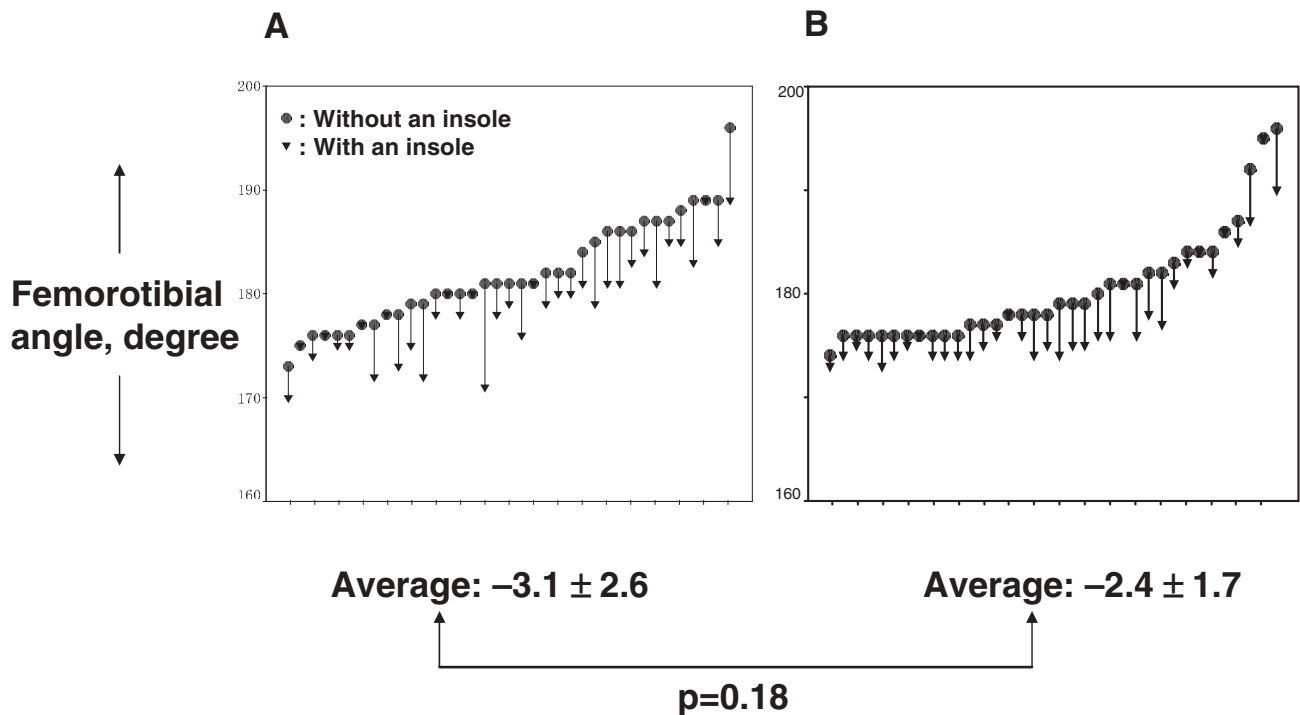 A
B
200
190
180
170
160
: Without an insole
: With an insole
200
180
160
Femorotibial
angle, degree
Average: –3.1 ± 2.6
Average: –2.4 ± 1.7
p=0.18